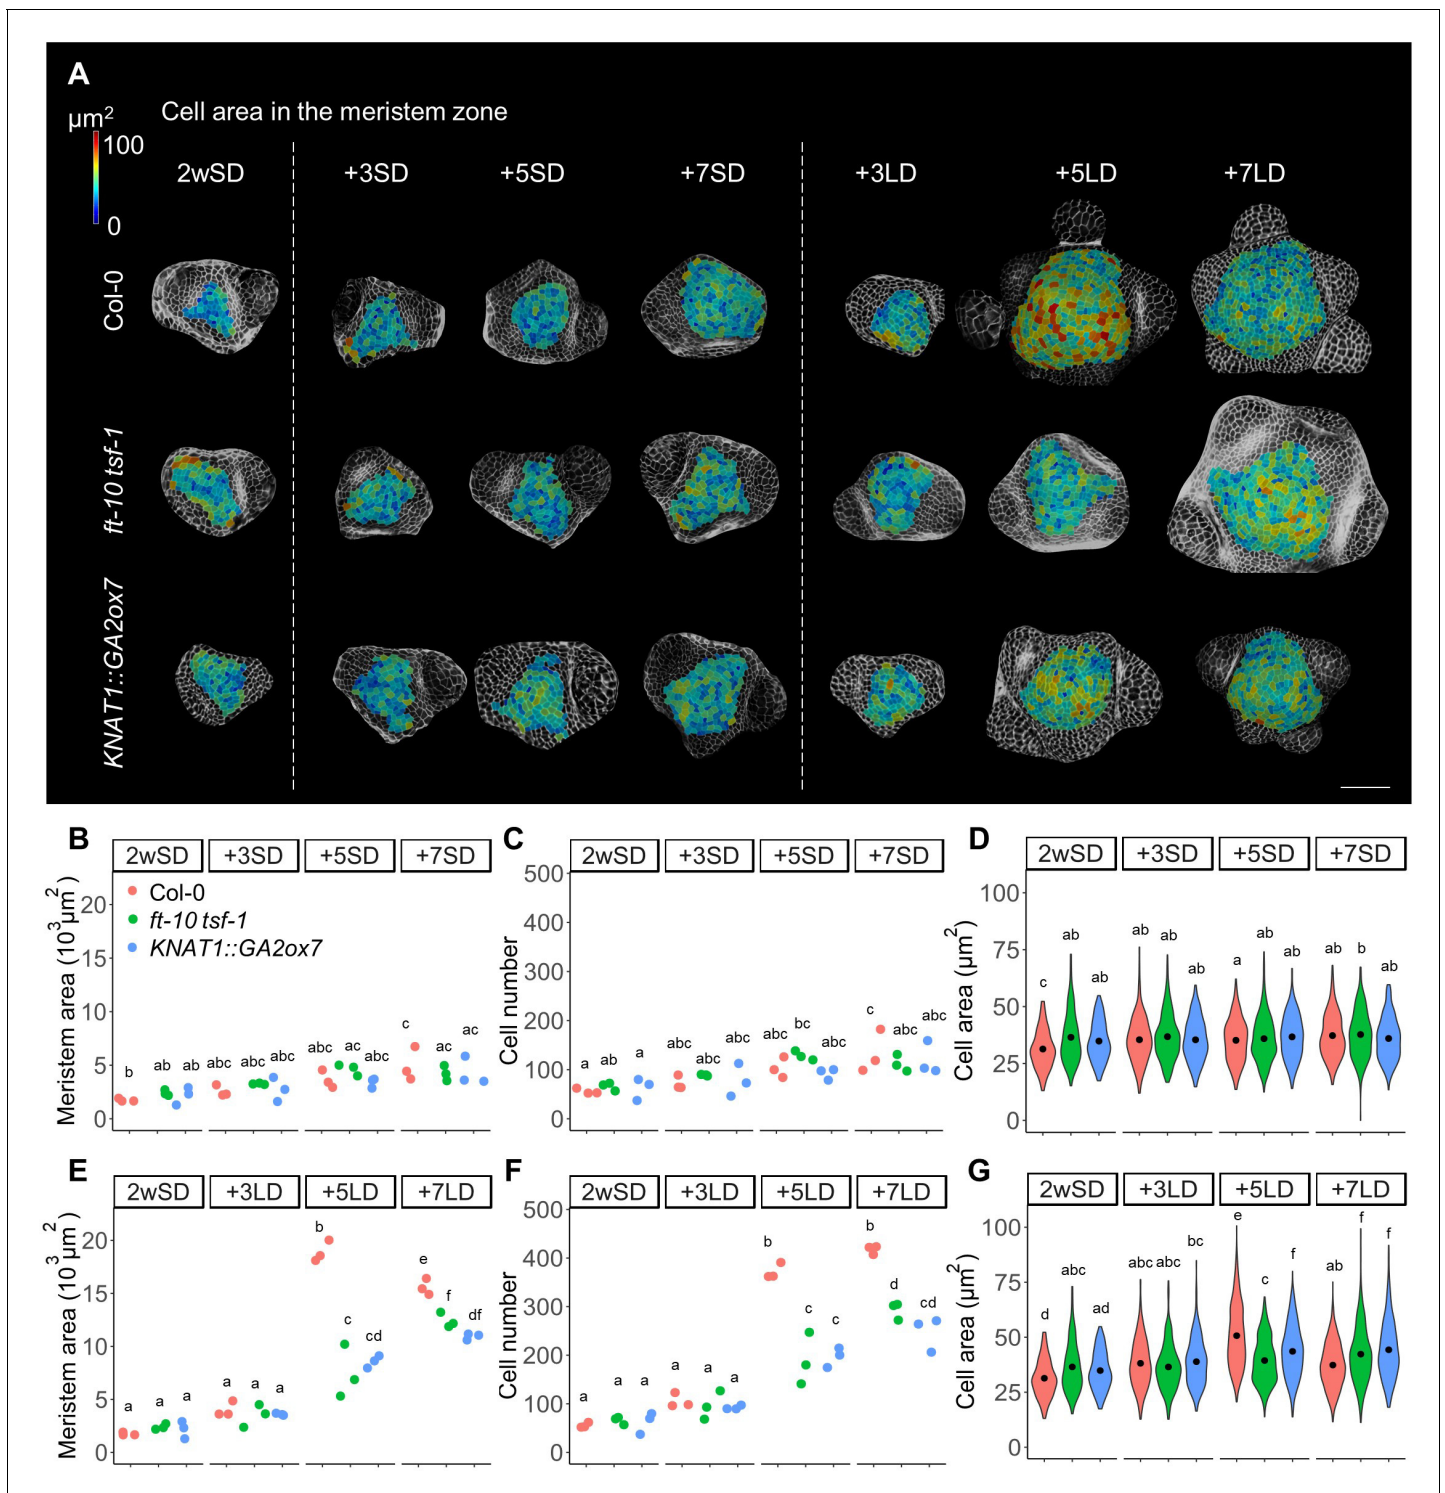 A
Cell area in the meristem zone
µm2
100
0
2wSD +3SD +5SD +7SD +3LD +5LD +7LD
Col-0
ft-10 tsf-1
KNAT1::GA2ox7
B
2wSD +3SD +5SD +7SD
Meristem area (10³µm²)
20
15
10
5
0
Col-0
ft-10 tsf-1
KNAT1::GA2ox7
b ab ab abc abc abc abc ac abc c ac ac
C
2wSD +3SD +5SD +7SD
Cell number
500
400
300
200
100
0
a ab a abc abc abc abc bc abc c abc abc
D
2wSD +3SD +5SD +7SD
Cell area (µm²)
100
75
50
25
0
c ab ab ab ab ab a ab ab ab b ab
E
2wSD +3LD +5LD +7LD
Meristem area (10³µm²)
20
15
10
5
0
a a a a a a b c cd e f df
F
2wSD +3LD +5LD +7LD
Cell number
500
400
300
200
100
0
a a a a a a b c c b d cd
G
2wSD +3LD +5LD +7LD
Cell area (µm²)
100
75
50
25
0
d abc ad abc abc bc e c f ab f f